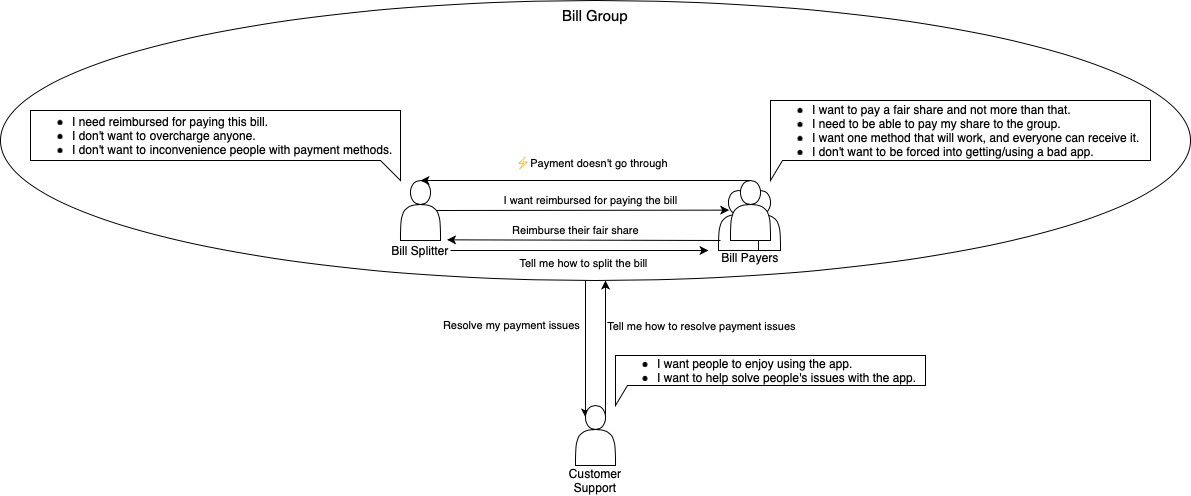 Bill Group
• I need reimbursed for paying this bill.
• I don't want to overcharge anyone.
• I don't want to inconvenience people with payment methods.
• I want to pay a fair share and not more than that.
• I need to be able to pay my share to the group.
• I want one method that will work, and everyone can receive it.
• I don't want to be forced into getting/using a bad app.
⚡Payment doesn't go through
I want reimbursed for paying the bill
Reimburse their fair share
Bill Splitter
Bill Payers
Tell me how to split the bill
Resolve my payment issues
Tell me how to resolve payment issues
• I want people to enjoy using the app.
• I want to help solve people's issues with the app.
Customer
Support